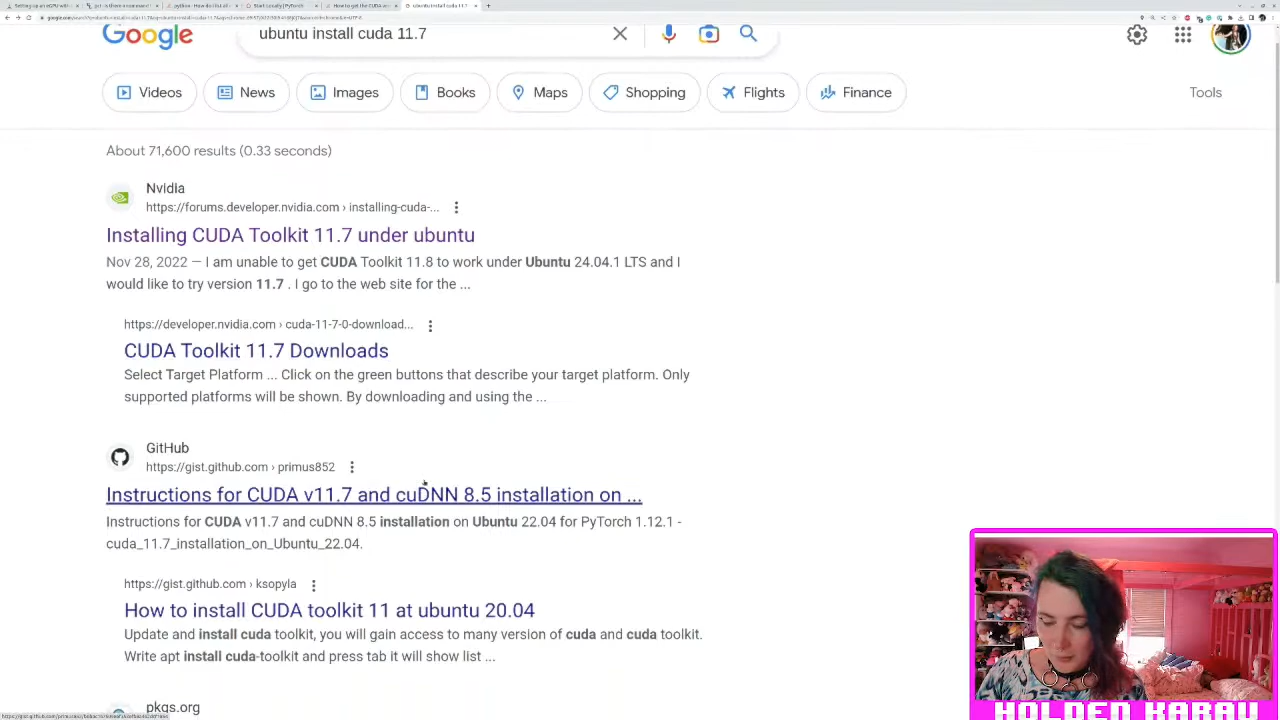 ubuntu install cuda 11.7
Google
ubuntu install cuda 11.7
Videos
News
Images
Books
Maps
Shopping
Flights
Finance
Tools
About 71,600 results (0.33 seconds)
Nvidia
https://forums.developer.nvidia.com › installing-cuda-...
Installing CUDA Toolkit 11.7 under ubuntu
Nov 28, 2022 — I am unable to get CUDA Toolkit 11.8 to work under Ubuntu 24.04.1 LTS and I
would like to try version 11.7 . I go to the web site for the ...
https://developer.nvidia.com › cuda-11-7-0-download...
CUDA Toolkit 11.7 Downloads
Select Target Platform ... Click on the green buttons that describe your target platform. Only
supported platforms will be shown. By downloading and using the ...
GitHub
https://gist.github.com › primus852
Instructions for CUDA v11.7 and cuDNN 8.5 installation on ...
Instructions for CUDA v11.7 and cuDNN 8.5 installation on Ubuntu 22.04 for PyTorch 1.12.1 -
cuda_11.7_installation_on_Ubuntu_22.04.
https://gist.github.com › ksopyla
How to install CUDA toolkit 11 at ubuntu 20.04
Update and install cuda toolkit, you will gain access to many version of cuda and cuda toolkit.
Write apt install cuda-toolkit and press tab it will show list ...
pkgs.org
HOLDEN KARAU